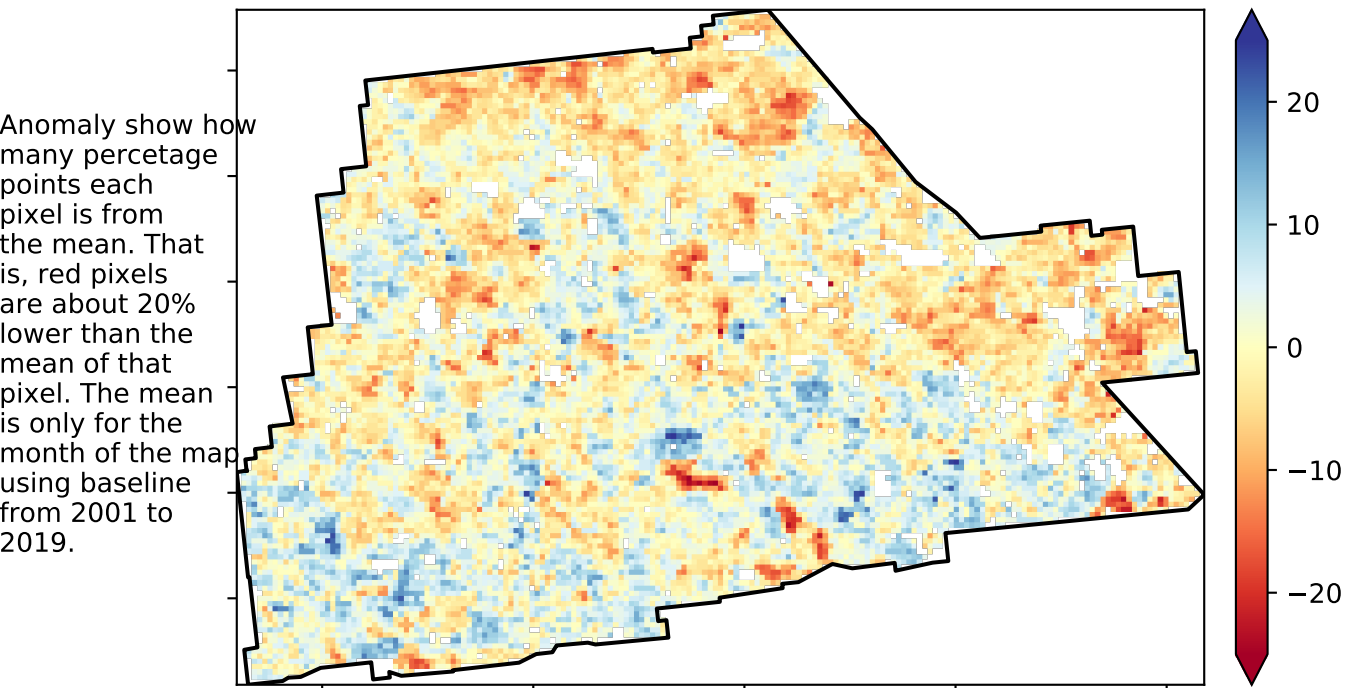 Anomaly show how
many percetage
points each
pixel is from
the mean. That
is, red pixels
are about 20%
lower than the
mean of that
pixel. The mean
is only for the
month of the map
using baseline
from 2001 to
2019.
20
10
0
−10
−20